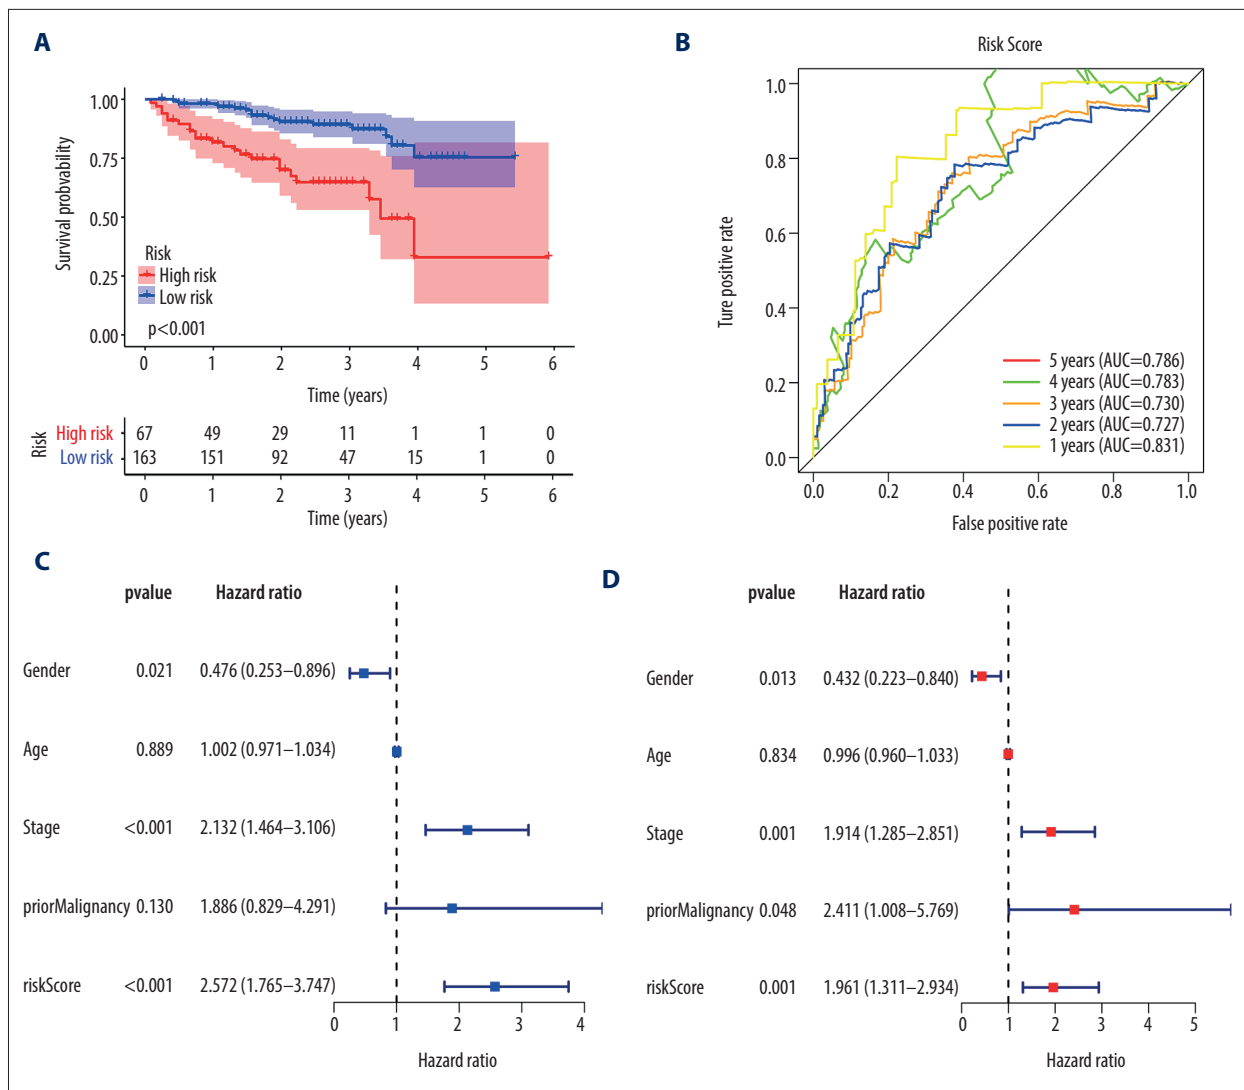 A
1.00
0.75
0.50
0.25
0.00
Survival probvability
Risk
High risk
Low risk
p<0.001
0 1 2 3 4 5 6
Time (years)
Risk
High risk 67 49 29 11 1 1 0
Low risk 163 151 92 47 15 1 0
0 1 2 3 4 5 6
Time (years)
B
Risk Score
1.0
0.8
0.6
0.4
0.2
0.0
Ture positive rate
5 years (AUC=0.786)
4 years (AUC=0.783)
3 years (AUC=0.730)
2 years (AUC=0.727)
1 years (AUC=0.831)
0.0 0.2 0.4 0.6 0.8 1.0
False positive rate
C
pvalue Hazard ratio
Gender 0.021 0.476 (0.253–0.896)
Age 0.889 1.002 (0.971–1.034)
Stage <0.001 2.132 (1.464–3.106)
priorMalignancy 0.130 1.886 (0.829–4.291)
riskScore <0.001 2.572 (1.765–3.747)
0 1 2 3 4
Hazard ratio
D
pvalue Hazard ratio
Gender 0.013 0.432 (0.223–0.840)
Age 0.834 0.996 (0.960–1.033)
Stage 0.001 1.914 (1.285–2.851)
priorMalignancy 0.048 2.411 (1.008–5.769)
riskScore 0.001 1.961 (1.311–2.934)
0 1 2 3 4 5
Hazard ratio